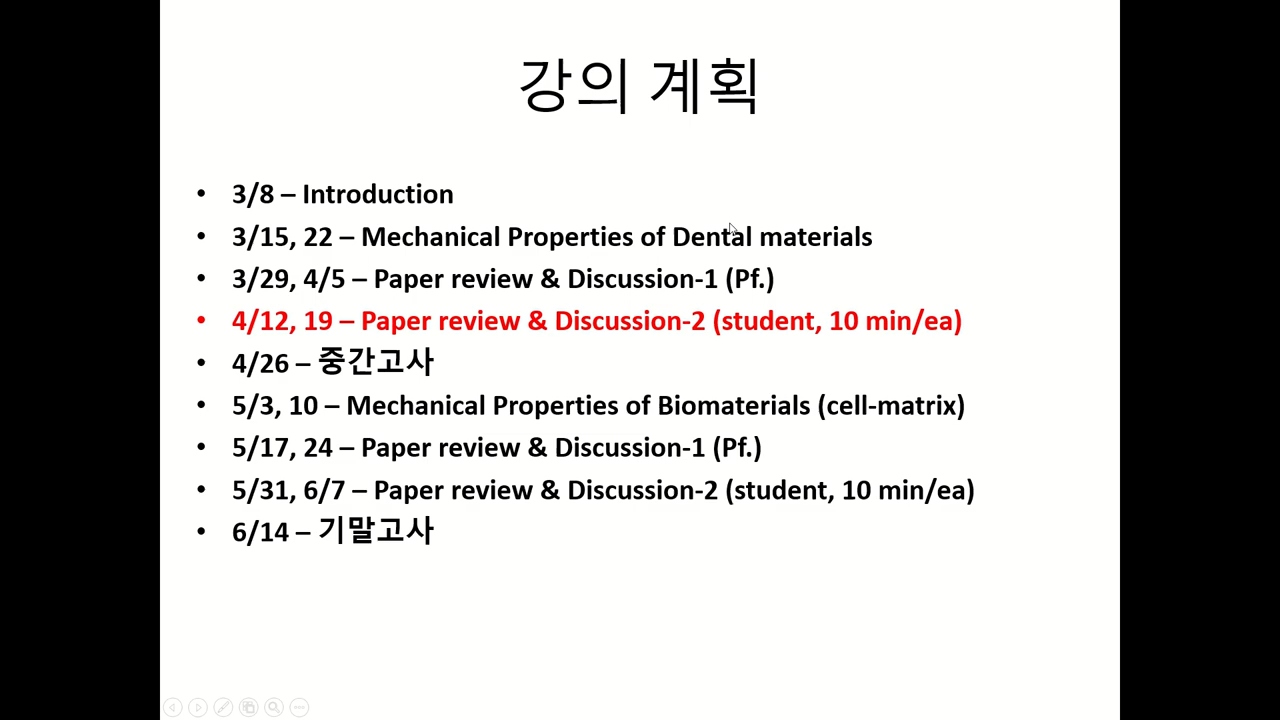 강의 계획
• 3/8 – Introduction
• 3/15, 22 – Mechanical Properties of Dental materials
• 3/29, 4/5 – Paper review & Discussion-1 (Pf.)
• 4/12, 19 – Paper review & Discussion-2 (student, 10 min/ea)
• 4/26 – 중간고사
• 5/3, 10 – Mechanical Properties of Biomaterials (cell-matrix)
• 5/17, 24 – Paper review & Discussion-1 (Pf.)
• 5/31, 6/7 – Paper review & Discussion-2 (student, 10 min/ea)
• 6/14 – 기말고사